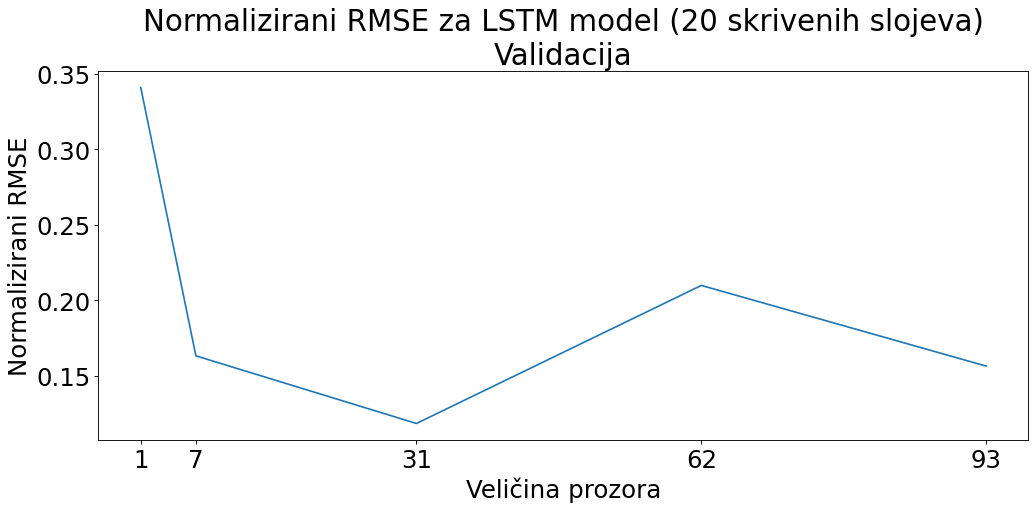 Normalizirani RMSE za LSTM model (20 skrivenih slojeva)
Validacija
Normalizirani RMSE
0.35
0.30
0.25
0.20
0.15
1 7 31 62 93
Veličina prozora